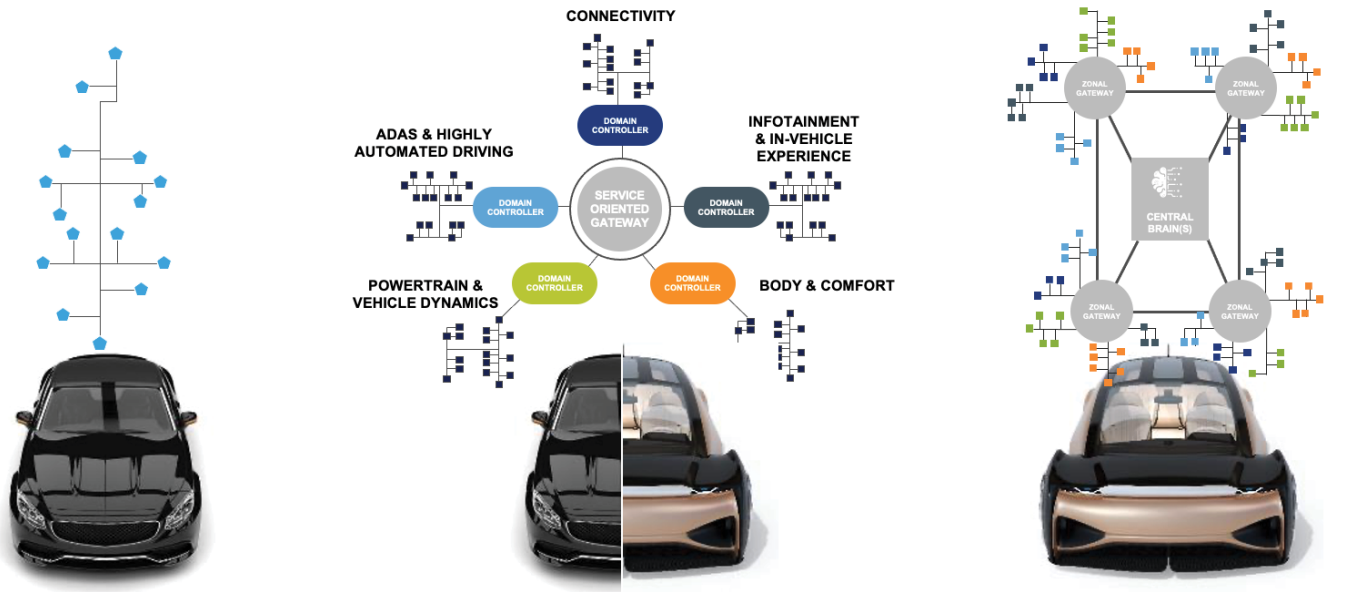 CONNECTIVITY
DOMAIN
CONTROLLER
ADAS & HIGHLY
AUTOMATED DRIVING
DOMAIN
CONTROLLER
SERVICE
ORIENTED
GATEWAY
INFOTAINMENT
& IN-VEHICLE
EXPERIENCE
DOMAIN
CONTROLLER
POWERTRAIN &
VEHICLE DYNAMICS
DOMAIN
CONTROLLER
DOMAIN
CONTROLLER
BODY & COMFORT
ZONAL
GATEWAY
ZONAL
GATEWAY
CENTRAL
BRAIN(S)
ZONAL
GATEWAY
ZONAL
GATEWAY